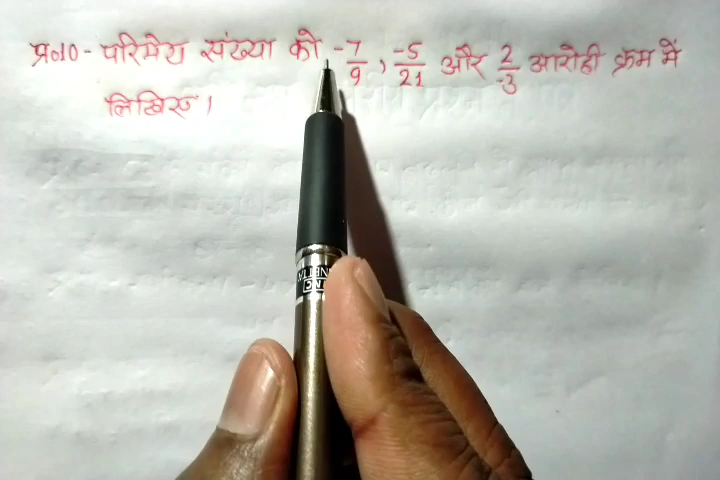 प्र०10- परिमेय संख्या को -7/9, -5/21 और 2/-3 आरोही क्रम में
लिखिए।